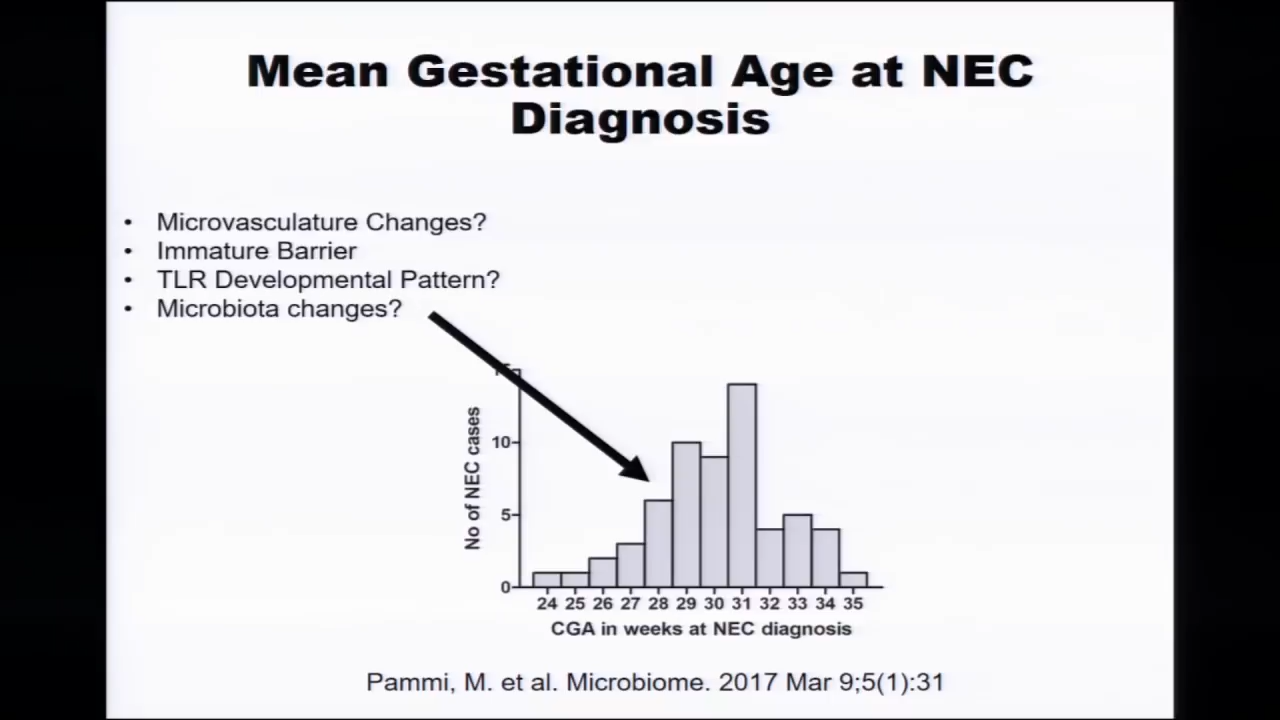 Mean Gestational Age at NEC
Diagnosis
• Microvasculature Changes?
• Immature Barrier
• TLR Developmental Pattern?
• Microbiota changes?
10
5
0
No of NEC cases
24 25 26 27 28 29 30 31 32 33 34 35
CGA in weeks at NEC diagnosis
Pammi, M. et al. Microbiome. 2017 Mar 9;5(1):31